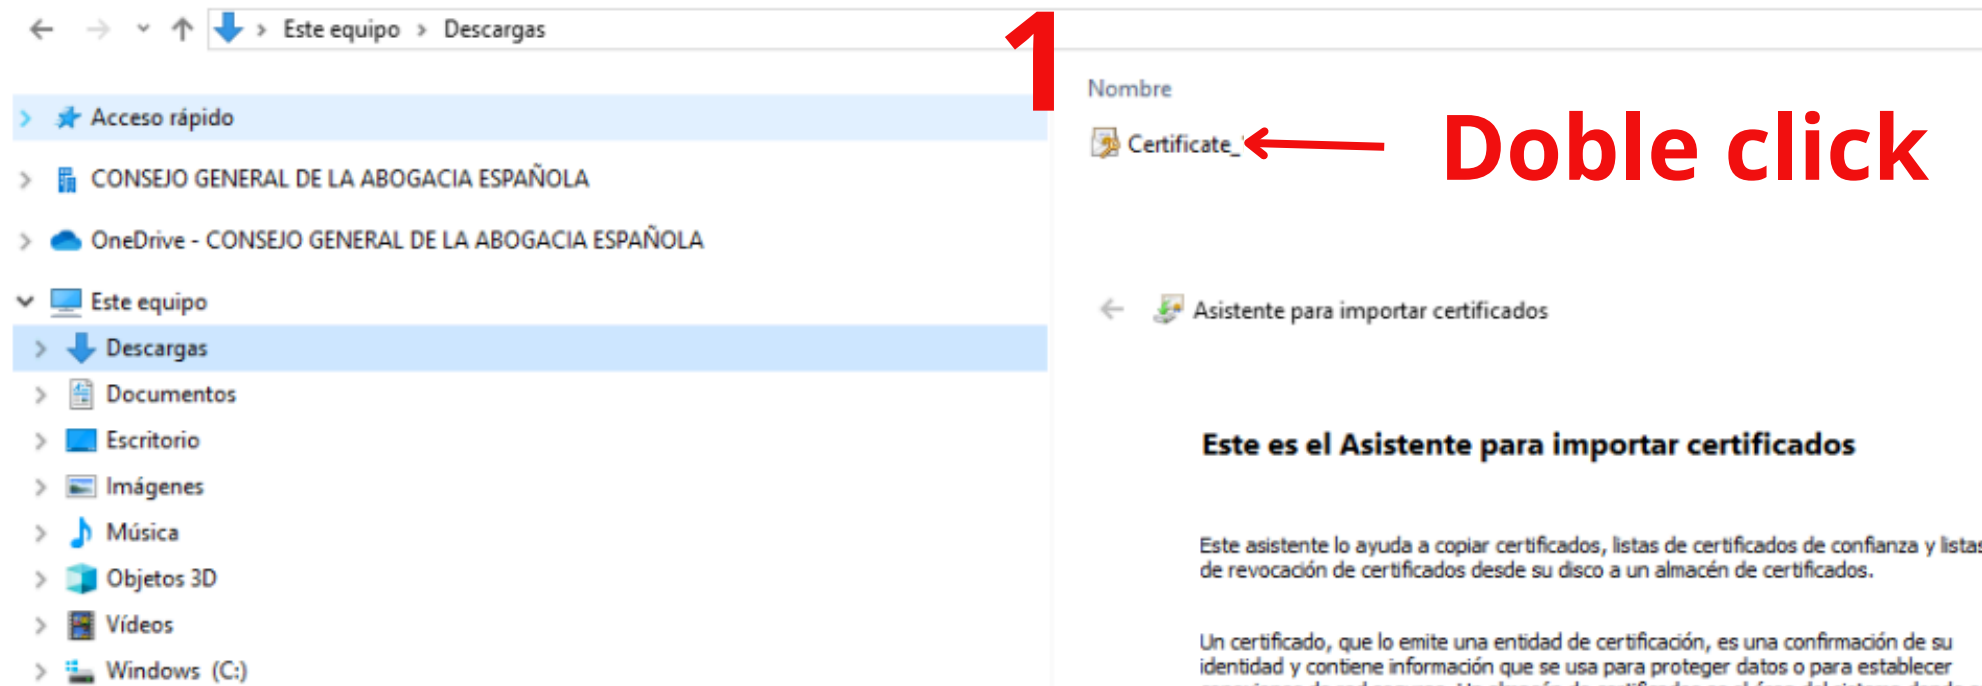 Este equipo > Descargas
1
Acceso rápido
CONSEJO GENERAL DE LA ABOGACIA ESPAÑOLA
OneDrive - CONSEJO GENERAL DE LA ABOGACIA ESPAÑOLA
Este equipo
Descargas
Documentos
Escritorio
Imágenes
Música
Objetos 3D
Vídeos
Windows (C:)
Nombre
Certificate_
Doble click
Asistente para importar certificados
Este es el Asistente para importar certificados
Este asistente lo ayuda a copiar certificados, listas de certificados de confianza y listas
de revocación de certificados desde su disco a un almacén de certificados.
Un certificado, que lo emite una entidad de certificación, es una confirmación de su
identidad y contiene información que se usa para proteger datos o para establecer